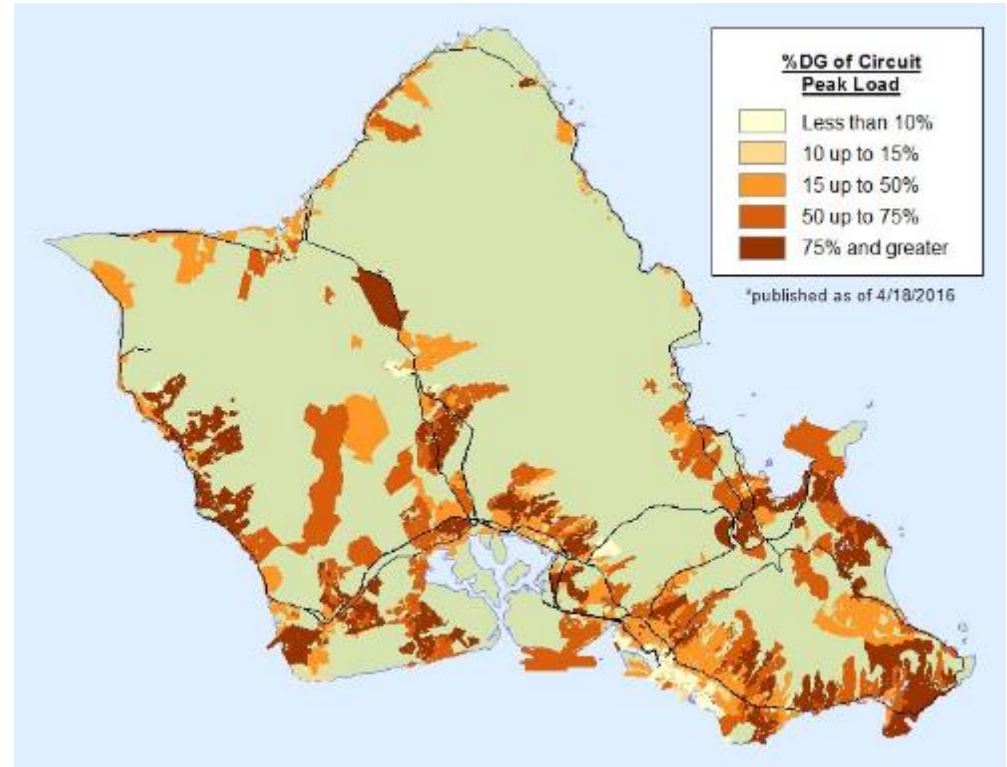 %DG of Circuit
Peak Load
Less than 10%
10 up to 15%
15 up to 50%
50 up to 75%
75% and greater
*published as of 4/18/2016